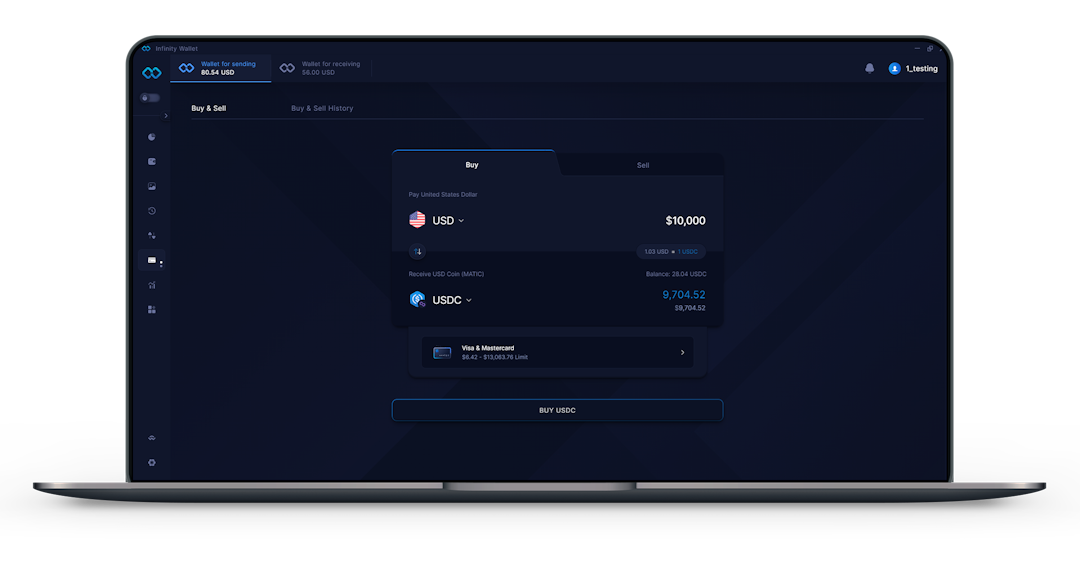 Infinity Wallet
Wallet for sending
80.54 USD
Wallet for receiving
56.00 USD
1_testing
Buy & Sell
Buy & Sell History
Buy
Sell
Pay United States Dollar
USD
$10,000
1.03 USD = 1 USDC
Receive USD Coin (MATIC)
Balance: 28.04 USDC
USDC
9,704.52
$9,704.52
Visa & Mastercard
$6.42 - $13,063.76 Limit
BUY USDC